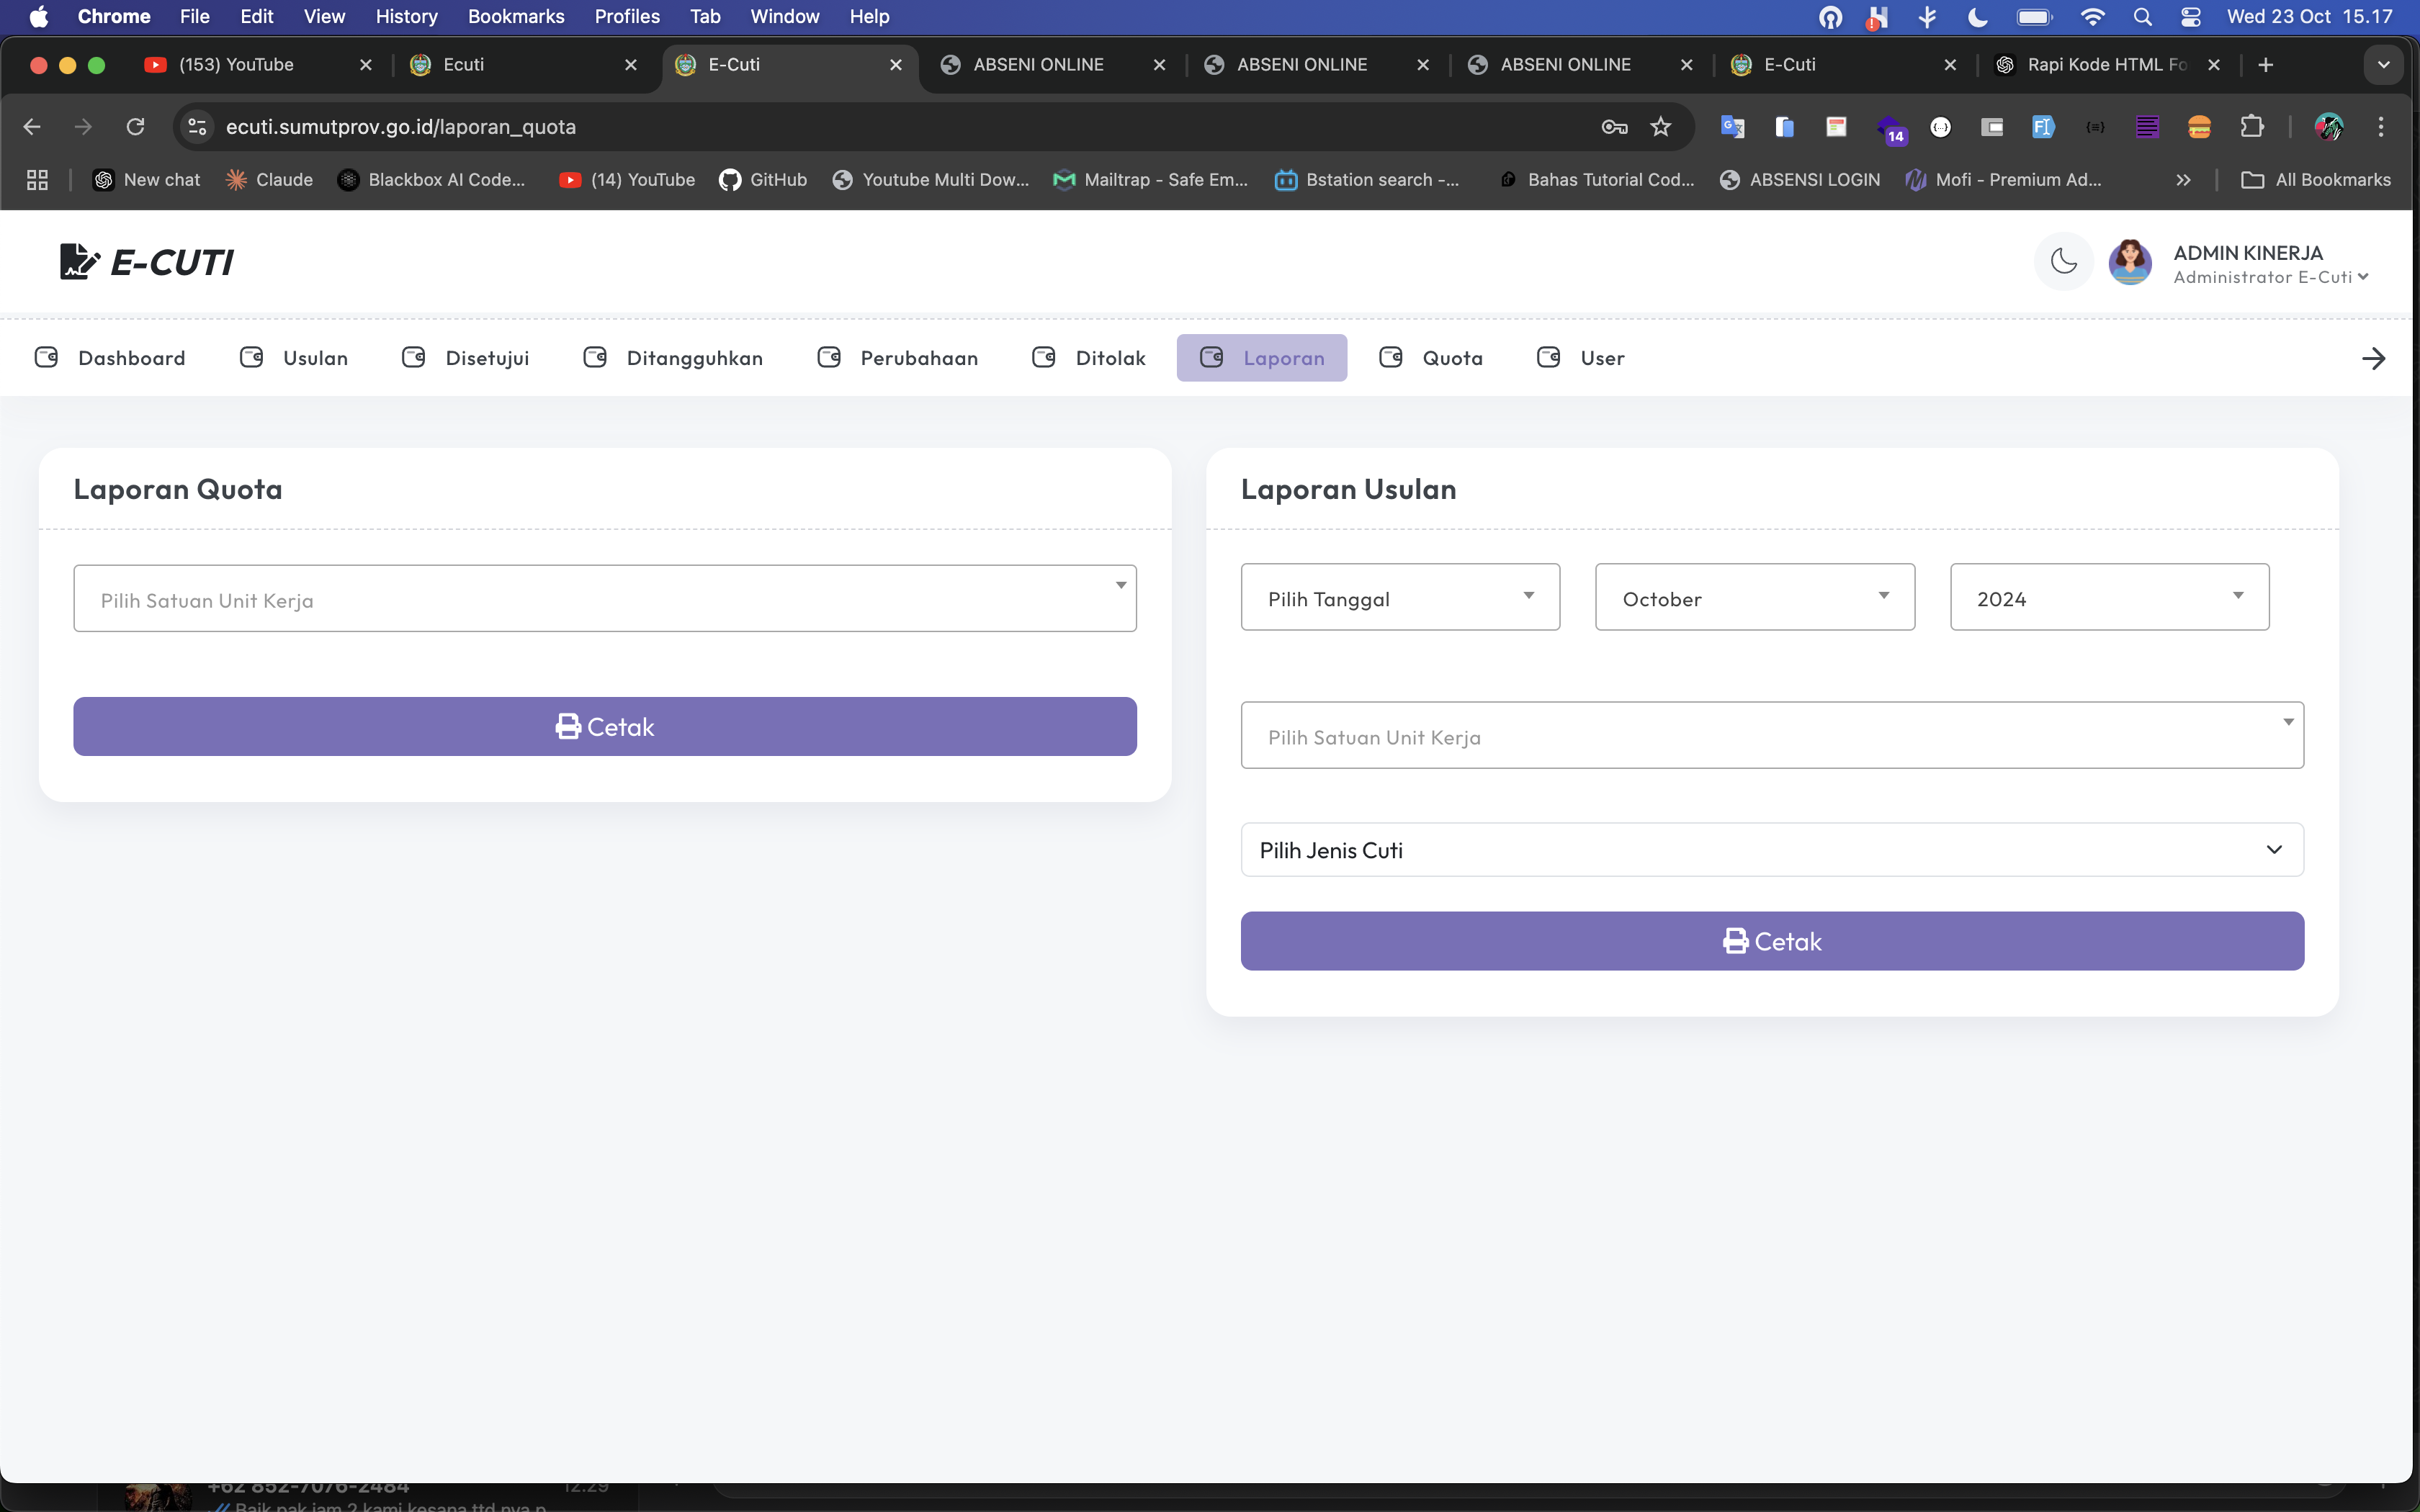 Chrome File Edit View History Bookmarks Profiles Tab Window Help Wed 23 Oct 15.17
(153) YouTube Ecuti E-Cuti ABSENI ONLINE ABSENI ONLINE ABSENI ONLINE E-Cuti Rapi Kode HTML Fo
ecuti.sumutprov.go.id/laporan_quota 14
New chat Claude Blackbox AI Code... (14) YouTube GitHub Youtube Multi Dow... Mailtrap - Safe Em... Bstation search -... Bahas Tutorial Cod... ABSENSI LOGIN Mofi - Premium Ad... All Bookmarks
E-CUTI
ADMIN KINERJA
Administrator E-Cuti
Dashboard Usulan Disetujui Ditangguhkan Perubahaan Ditolak Laporan Quota User
Laporan Quota
Pilih Satuan Unit Kerja
Cetak
Laporan Usulan
Pilih Tanggal October 2024
Pilih Satuan Unit Kerja
Pilih Jenis Cuti
Cetak
+62 852-7076-2484 12.29
Baik pak jam 2 kami kesana ttd nya p